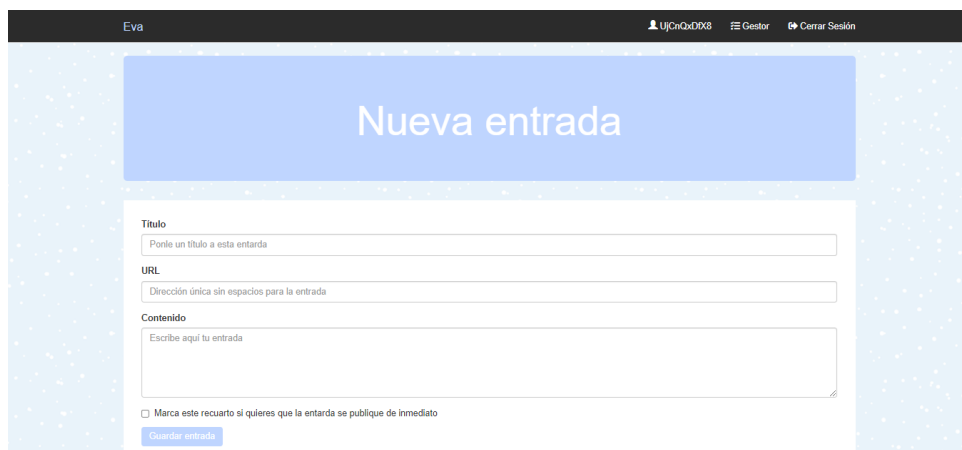 Eva
UjCnQxDfX8 Gestor Cerrar Sesión
Nueva entrada
Título
Ponle un título a esta entarda
URL
Dirección única sin espacios para la entrada
Contenido
Escribe aquí tu entrada
Marca este recuarto si quieres que la entarda se publique de inmediato
Guardar entrada